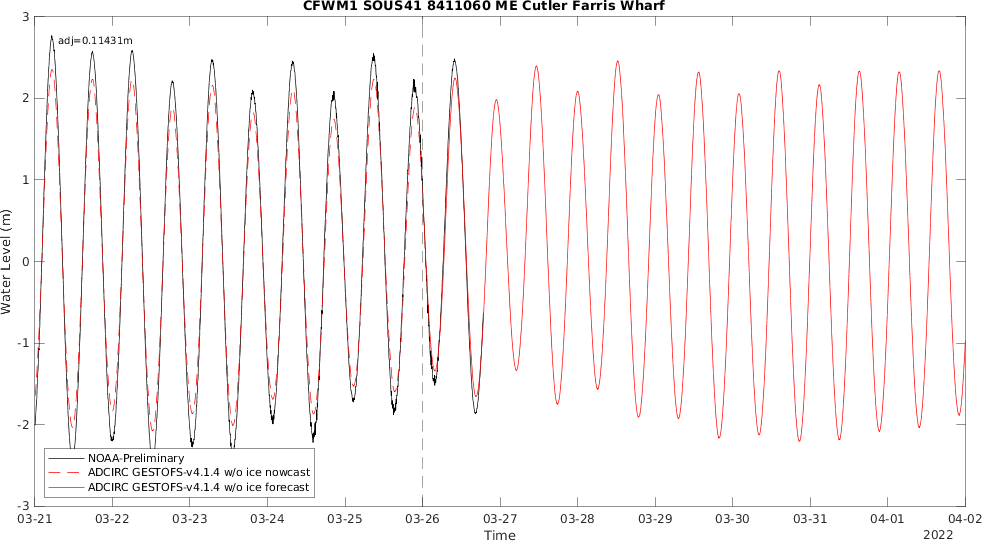 CFWM1 SOUS41 8411060 ME Cutler Farris Wharf
adj=0.11431m
3
2
1
0
-1
-2
-3
Water Level (m)
NOAA-Preliminary
ADCIRC GESTOFS-v4.1.4 w/o ice nowcast
ADCIRC GESTOFS-v4.1.4 w/o ice forecast
03-21 03-22 03-23 03-24 03-25 03-26 03-27 03-28 03-29 03-30 03-31 04-01 04-02
Time
2022